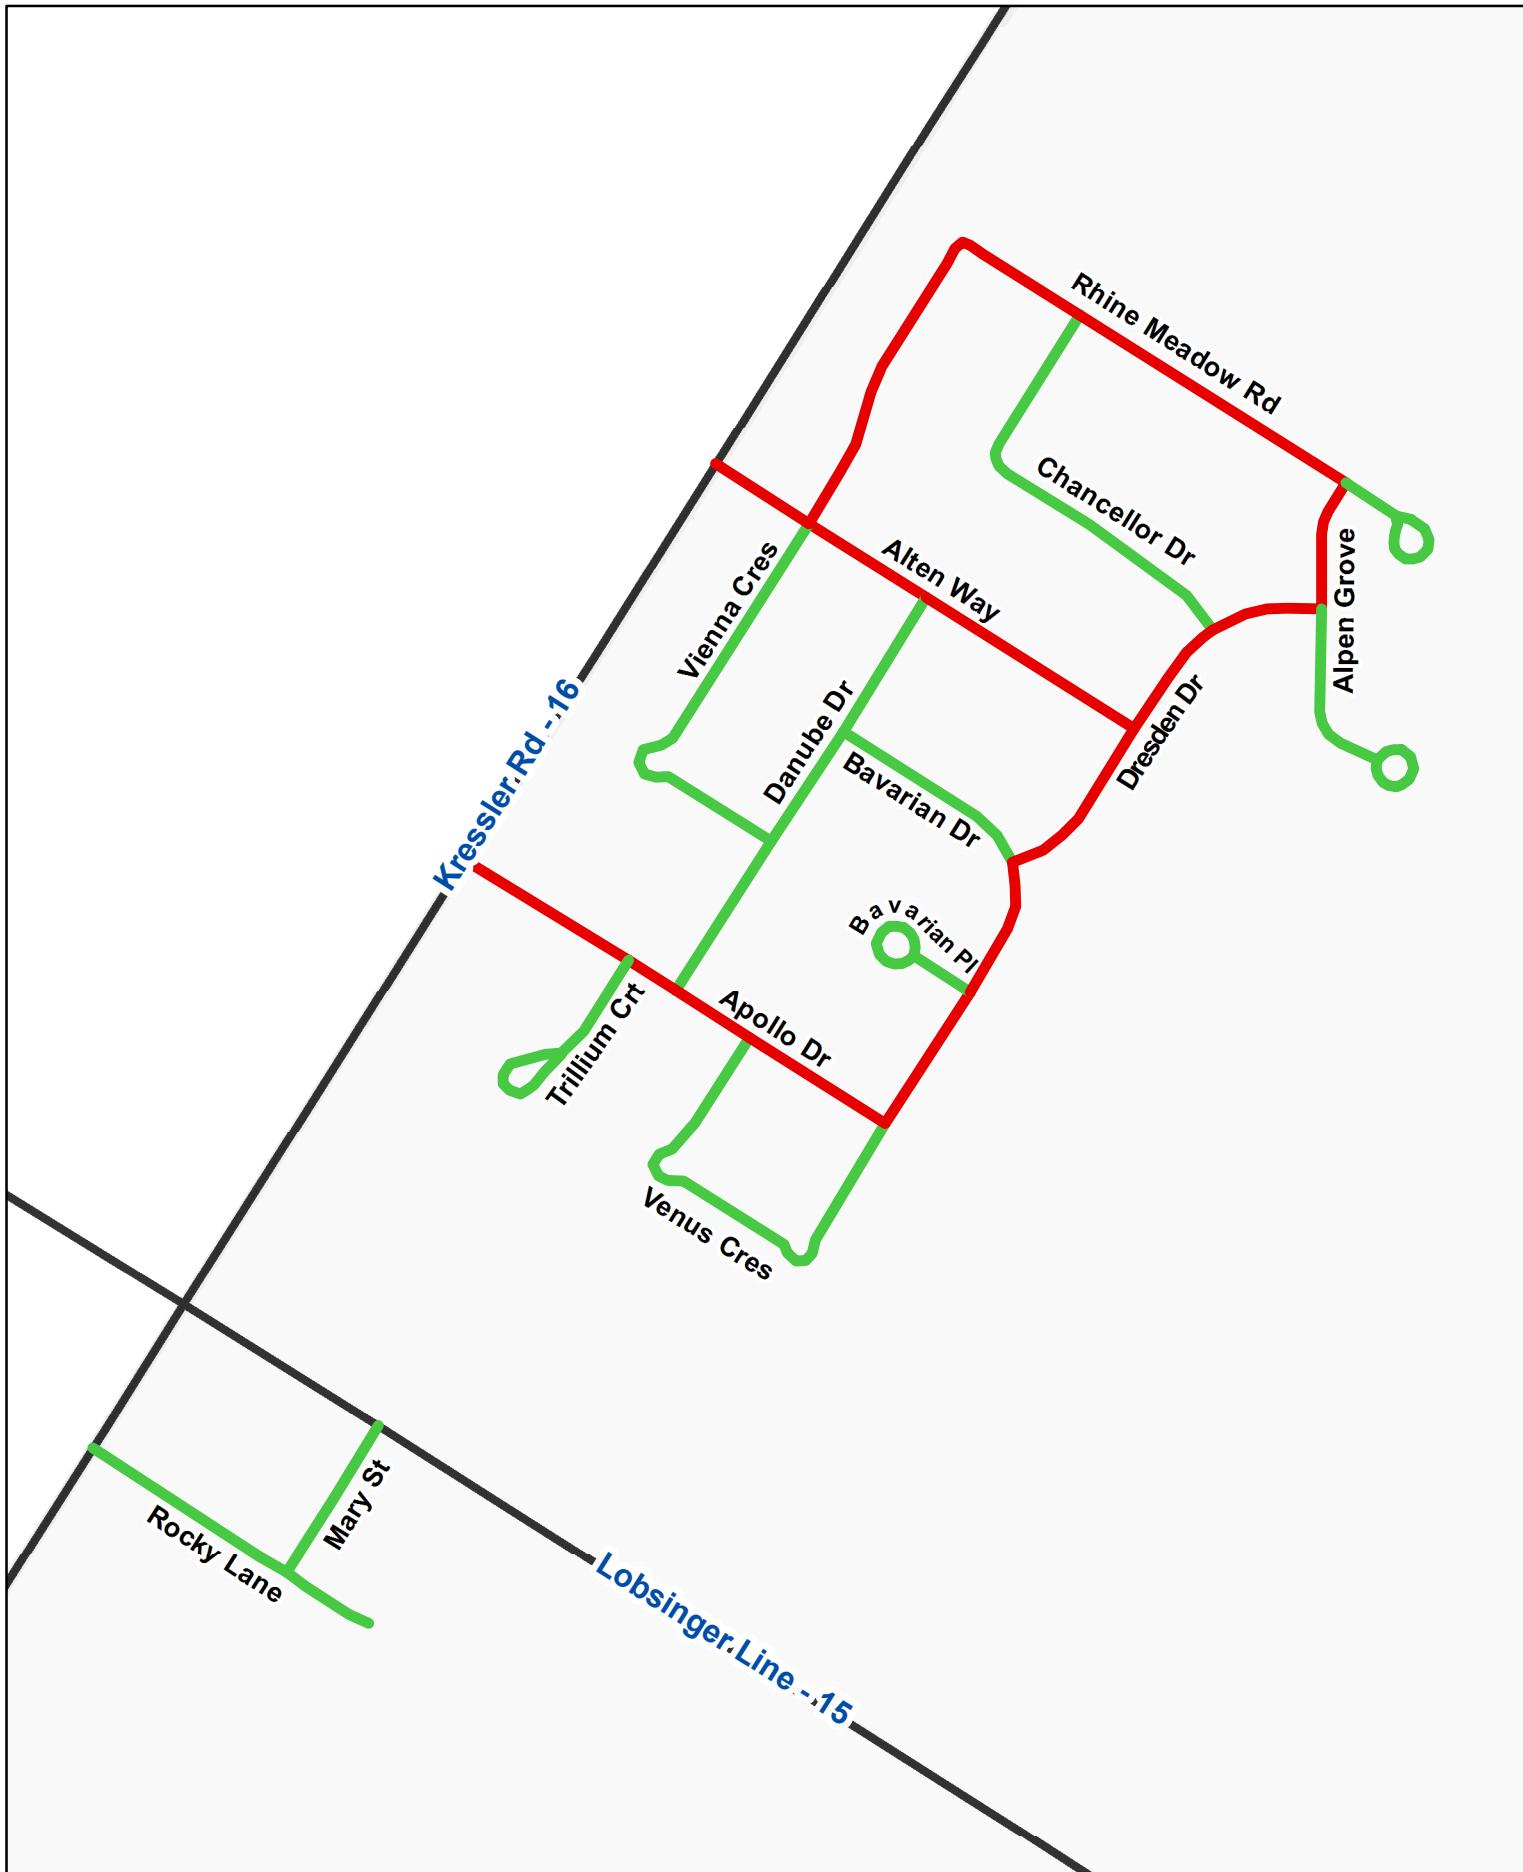 Rhine Meadow Rd
Chancellor Dr
Alpen Grove
Alten Way
Vienna Cres
Danube Dr
Dresden Dr
Kressler Rd - 16
Bavarian Dr
Bavarian Pl
Apollo Dr
Trillium Crt
Venus Cres
Mary St
Rocky Lane
Lobsinger Line - 15